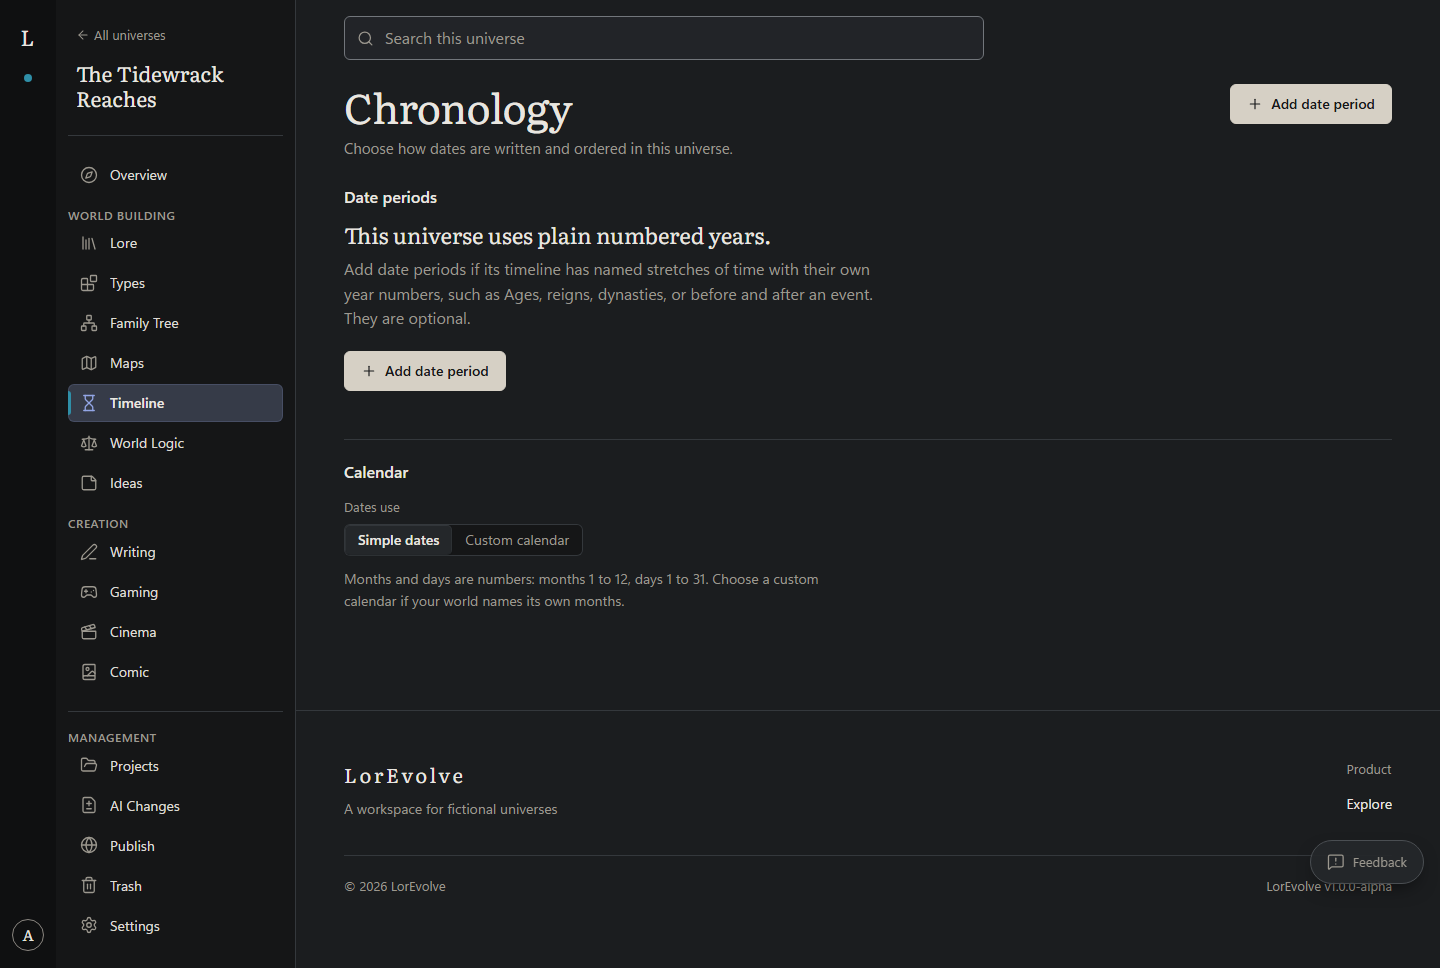 L
All universes
The Tidewrack
Reaches
Overview
WORLD BUILDING
Lore
Types
Family Tree
Maps
Timeline
World Logic
Ideas
CREATION
Writing
Gaming
Cinema
Comic
MANAGEMENT
Projects
AI Changes
Publish
Trash
Settings
A
Search this universe
Chronology
Add date period
Choose how dates are written and ordered in this universe.
Date periods
This universe uses plain numbered years.
Add date periods if its timeline has named stretches of time with their own
year numbers, such as Ages, reigns, dynasties, or before and after an event.
They are optional.
Add date period
Calendar
Dates use
Simple dates Custom calendar
Months and days are numbers: months 1 to 12, days 1 to 31. Choose a custom
calendar if your world names its own months.
LorEvolve
A workspace for fictional universes
Product
Explore
Feedback
© 2026 LorEvolve
LorEvolve v1.0.0-alpha